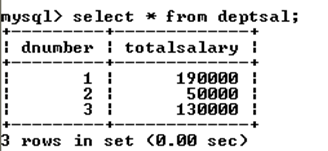 mysql> select * from deptsal;
+---------+-------------+
| dnumber | totalsalary |
+---------+-------------+
|       1 |      190000 |
|       2 |       50000 |
|       3 |      130000 |
+---------+-------------+
3 rows in set (0.00 sec)